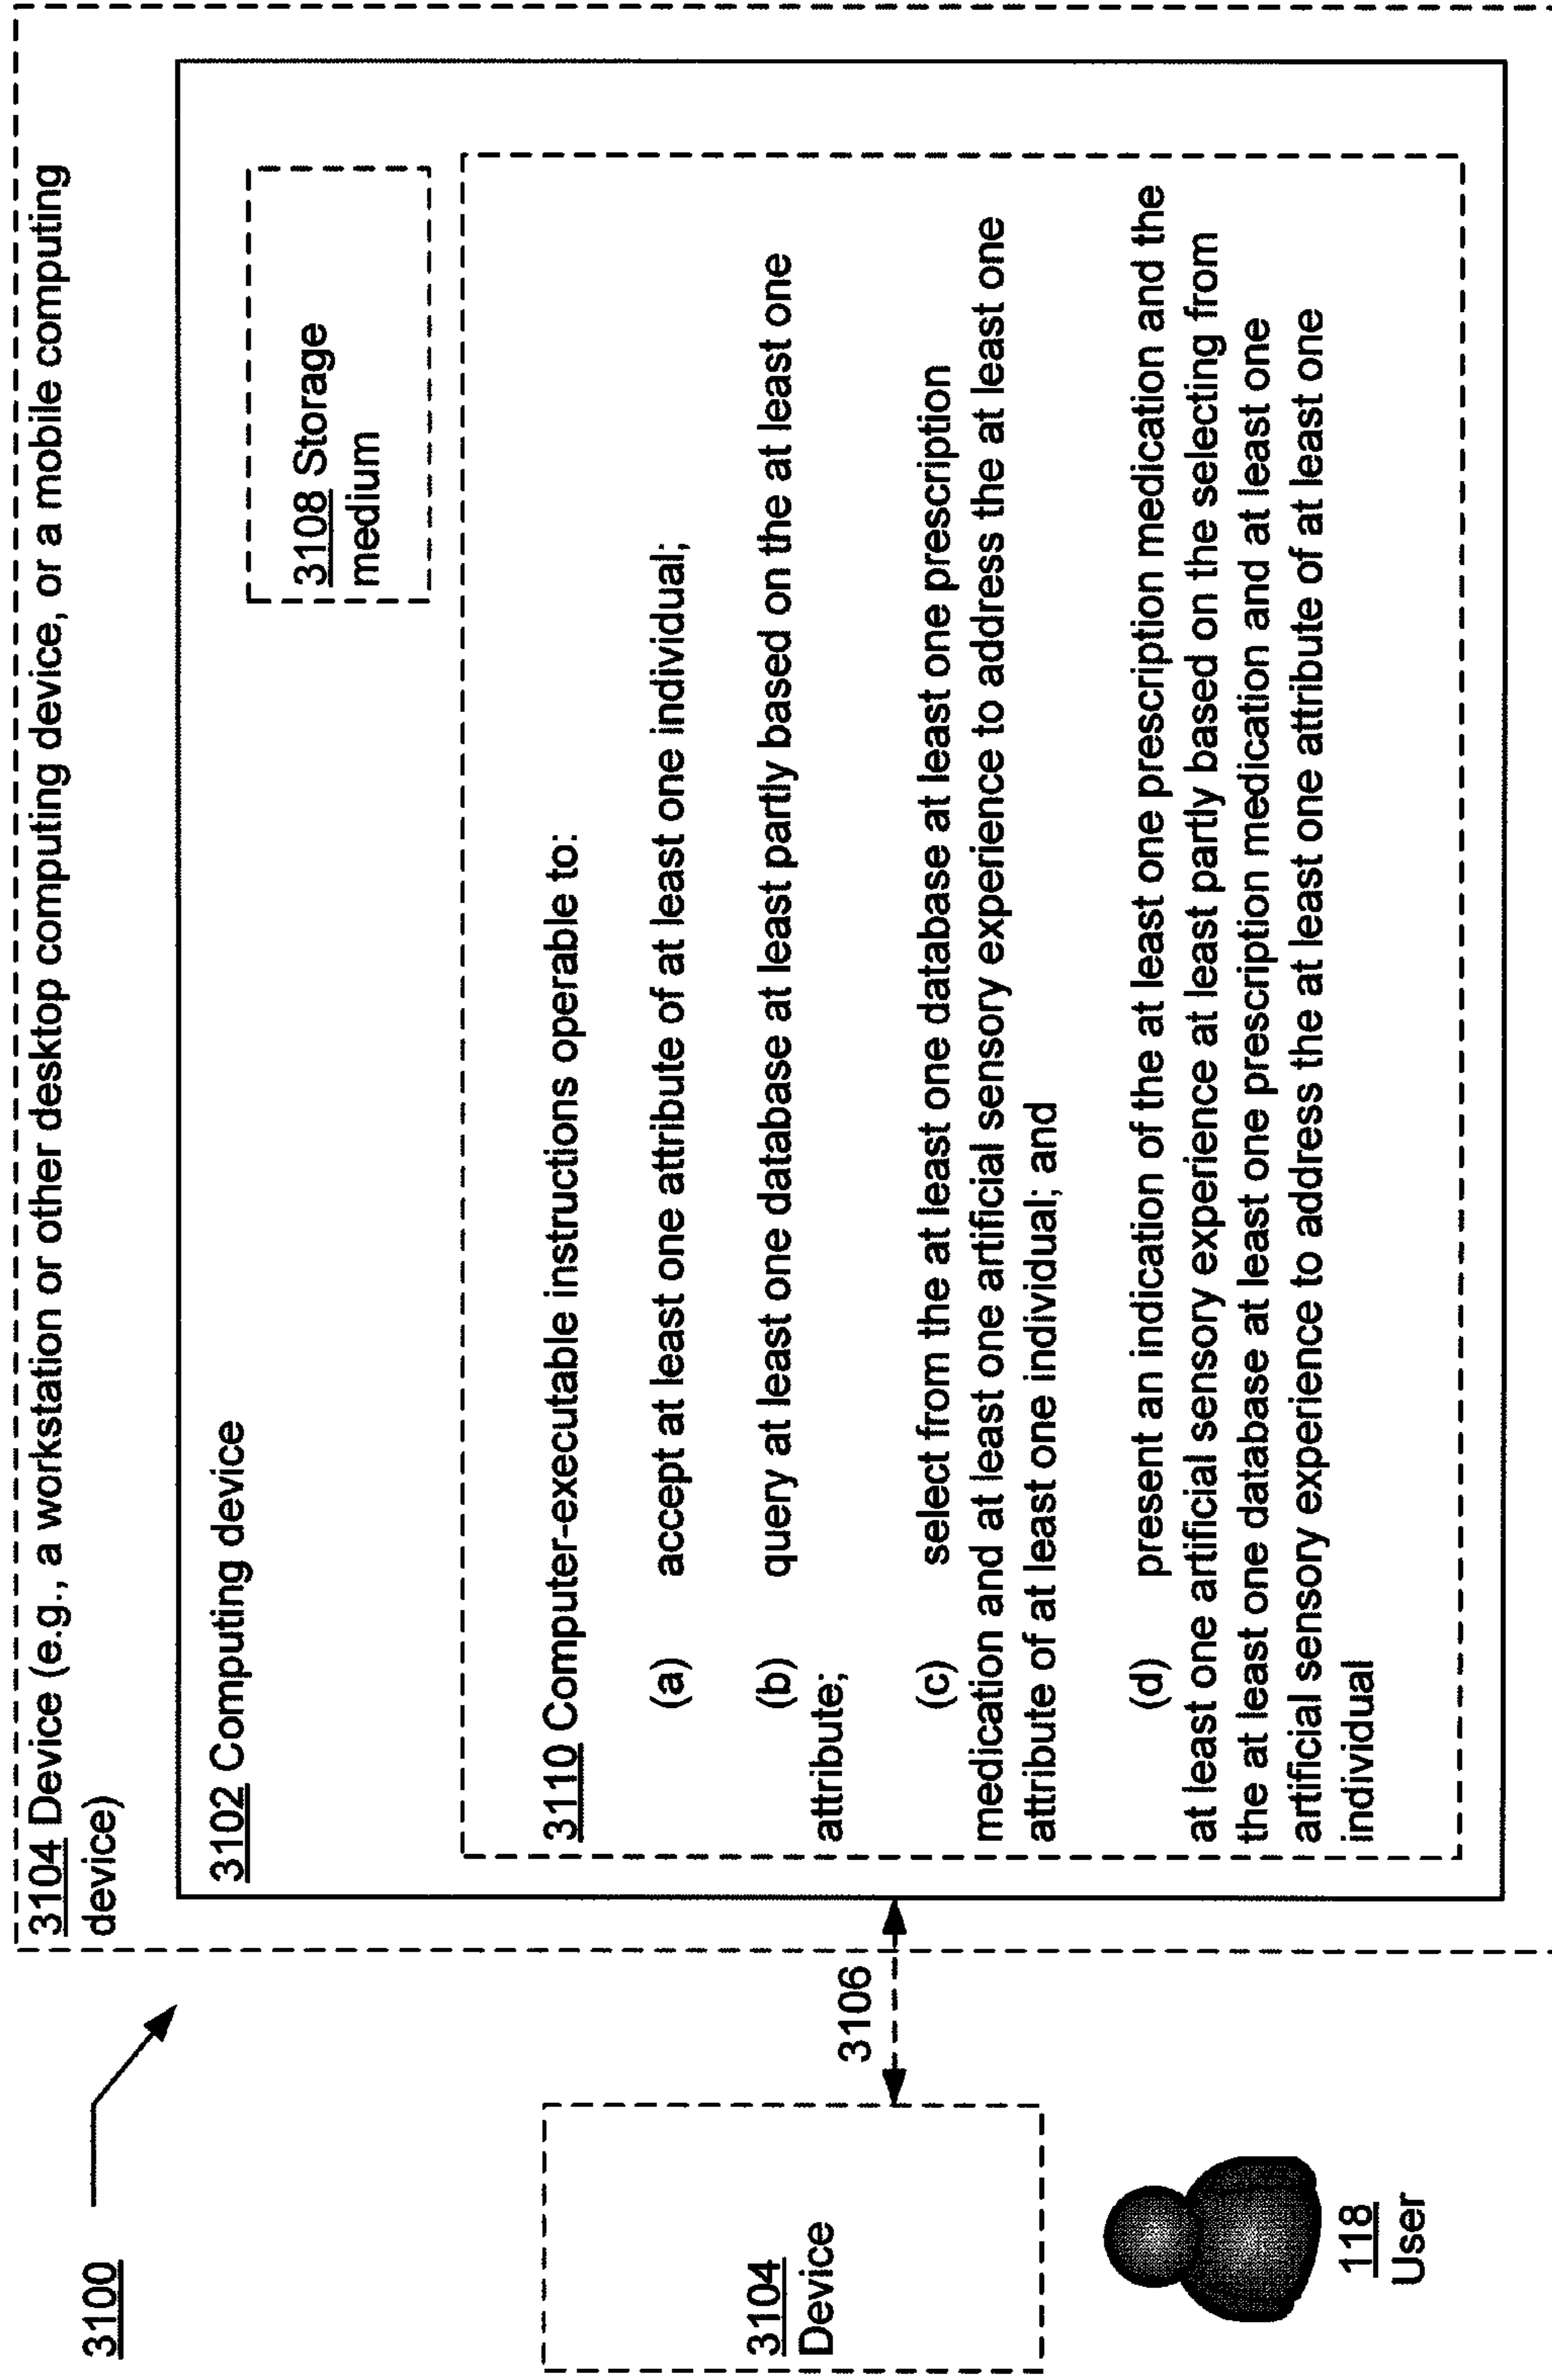 3100
3104 Device (e.g., a workstation or other desktop computing device, or a mobile computing
device)
3102 Computing device
3108 Storage
medium
3110 Computer-executable instructions operable to:
(a) accept at least one attribute of at least one individual;
(b) query at least one database at least partly based on the at least one
attribute;
(c) select from the at least one database at least one prescription
medication and at least one artificial sensory experience to address the at least one
attribute of at least one individual; and
(d) present an indication of the at least one prescription medication and the
at least one artificial sensory experience at least partly based on the selecting from
the at least one database at least one prescription medication and at least one
artificial sensory experience to address the at least one attribute of at least one
individual
3106
3104
Device
118
User